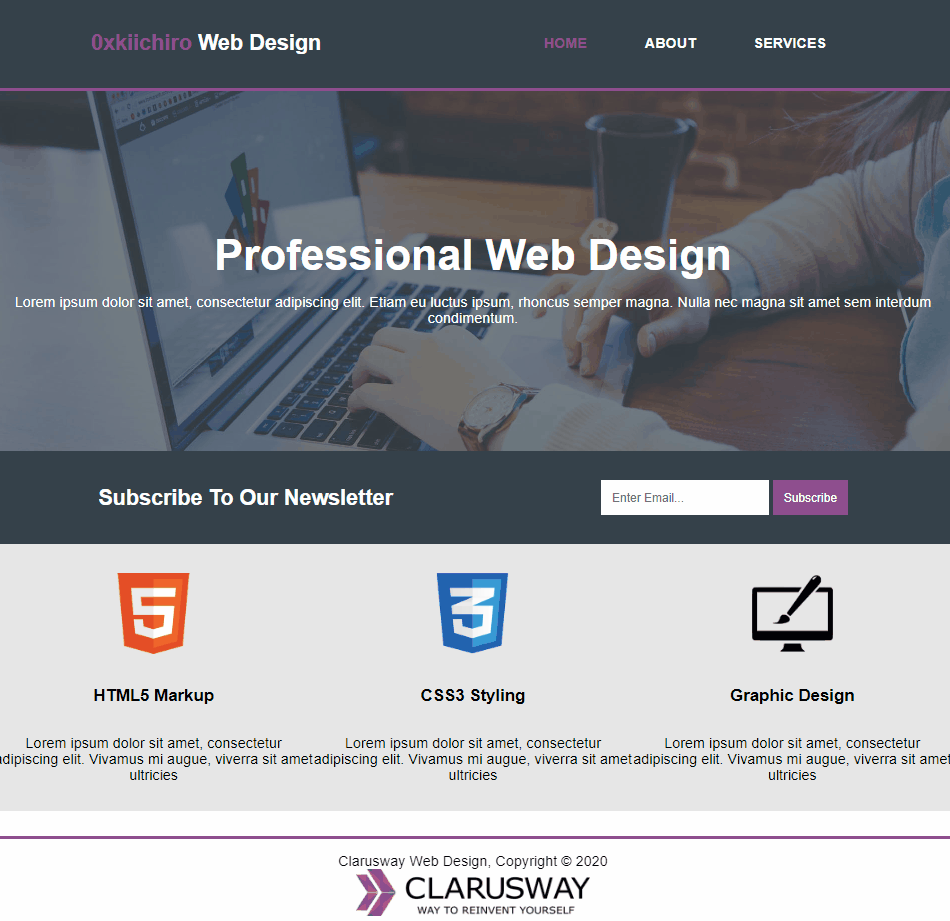 0xkiichiro Web Design
HOME ABOUT SERVICES
Professional Web Design
Lorem ipsum dolor sit amet, consectetur adipiscing elit. Etiam eu luctus ipsum, rhoncus semper magna. Nulla nec magna sit amet sem interdum
condimentum.
Subscribe To Our Newsletter
Enter Email...
Subscribe
HTML5 Markup
Lorem ipsum dolor sit amet, consectetur
adipiscing elit. Vivamus mi augue, viverra sit amet
ultricies
CSS3 Styling
Lorem ipsum dolor sit amet, consectetur
adipiscing elit. Vivamus mi augue, viverra sit amet
ultricies
Graphic Design
Lorem ipsum dolor sit amet, consectetur
adipiscing elit. Vivamus mi augue, viverra sit amet
ultricies
Clarusway Web Design, Copyright © 2020
CLARUSWAY
WAY TO REINVENT YOURSELF